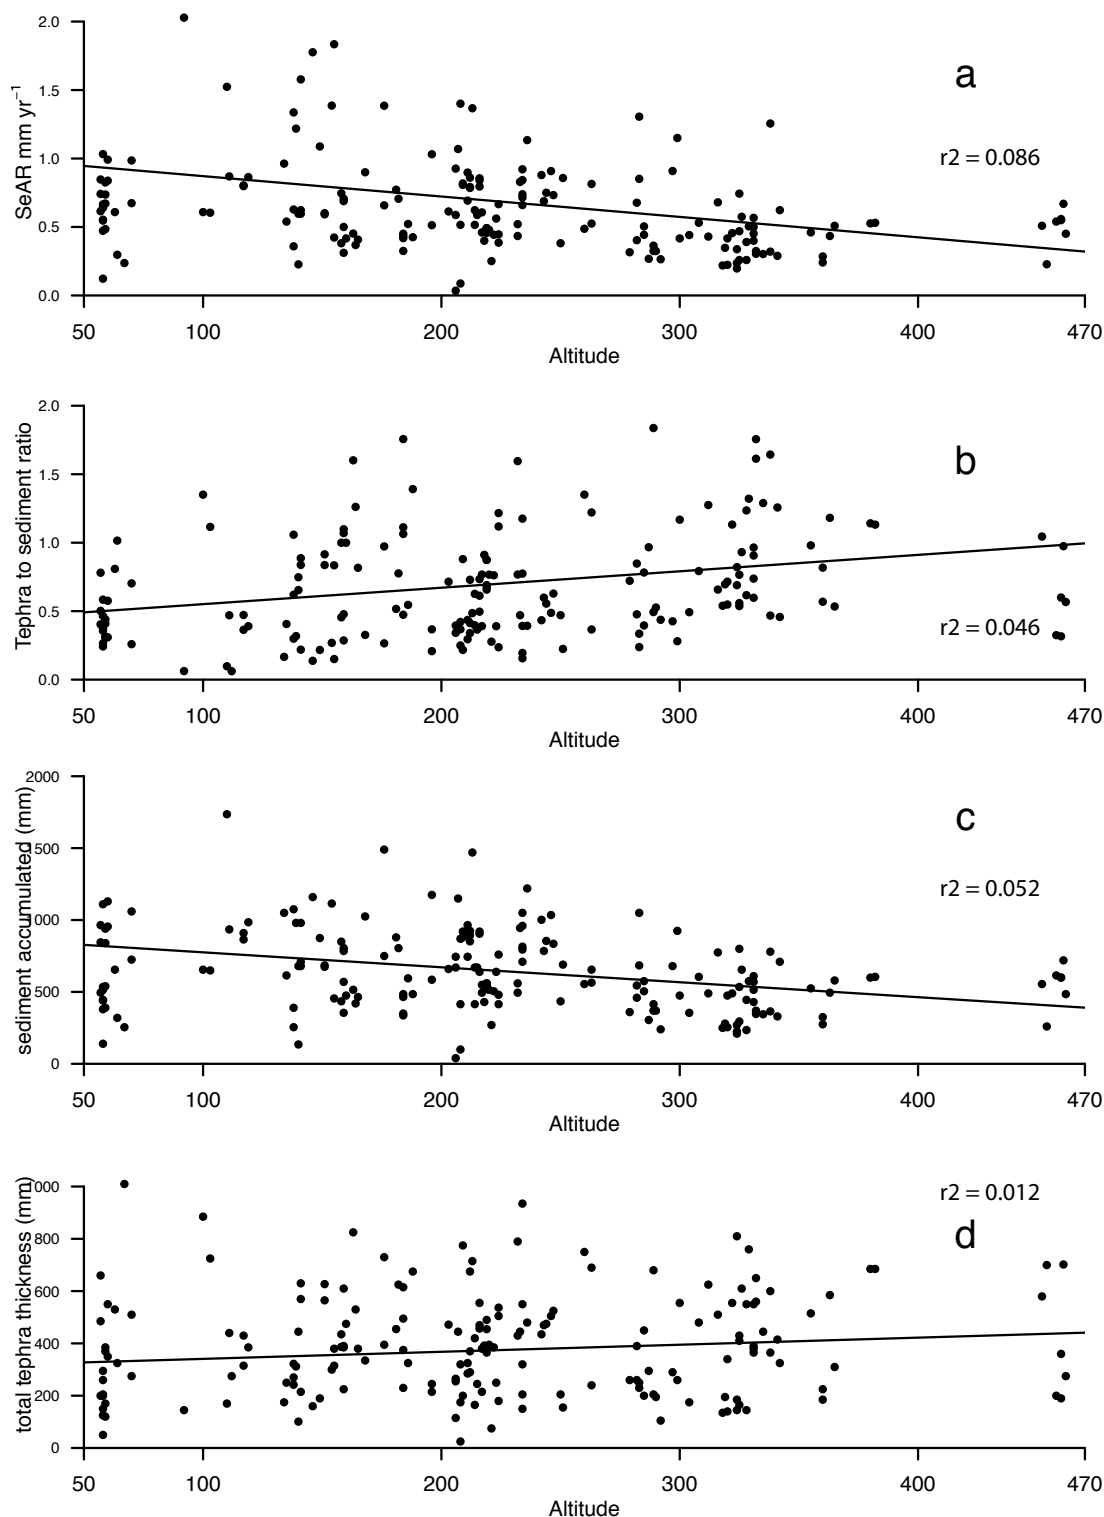 2.0
a
1.5
r2 = 0.086
1.0
0.5
0.0
SeAR mm yr⁻¹
50 100 200 300 400 470
Altitude
2.0
b
1.5
1.0
r2 = 0.046
0.5
0.0
Tephra to sediment ratio
50 100 200 300 400 470
Altitude
2000
c
500
r2 = 0.052
000
500
0
sediment accumulated (mm)
50 100 200 300 400 470
Altitude
000
r2 = 0.012
d
800
600
400
200
0
total tephra thickness (mm)
50 100 200 300 400 470
Altitude